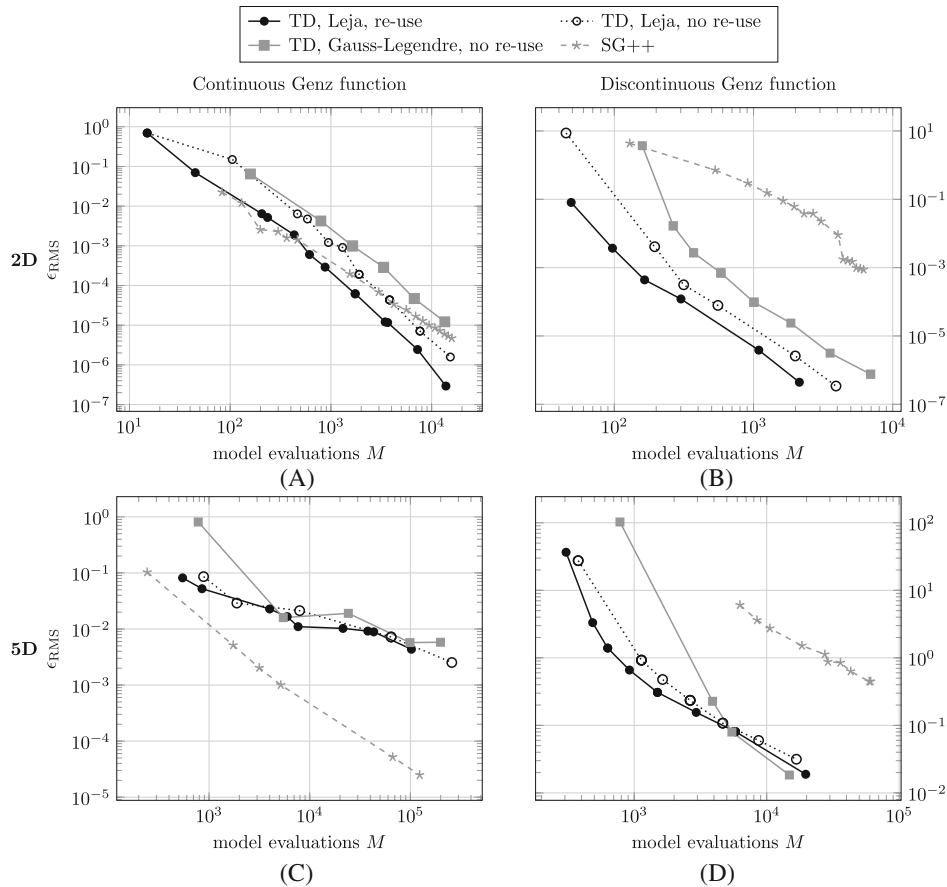 TD, Leja, re-use
TD, Leja, no re-use
TD, Gauss-Legendre, no re-use
SG++
Continuous Genz function
Discontinuous Genz function
2D
ϵRMS
10^0
10^−1
10^−2
10^−3
10^−4
10^−5
10^−6
10^−7
10^1
10^2
10^3
10^4
model evaluations M
(A)
10^1
10^−1
10^−3
10^−5
10^−7
10^2
10^3
10^4
model evaluations M
(B)
5D
ϵRMS
10^0
10^−1
10^−2
10^−3
10^−4
10^−5
10^3
10^4
10^5
model evaluations M
(C)
10^2
10^1
10^0
10^−1
10^−2
10^3
10^4
10^5
model evaluations M
(D)